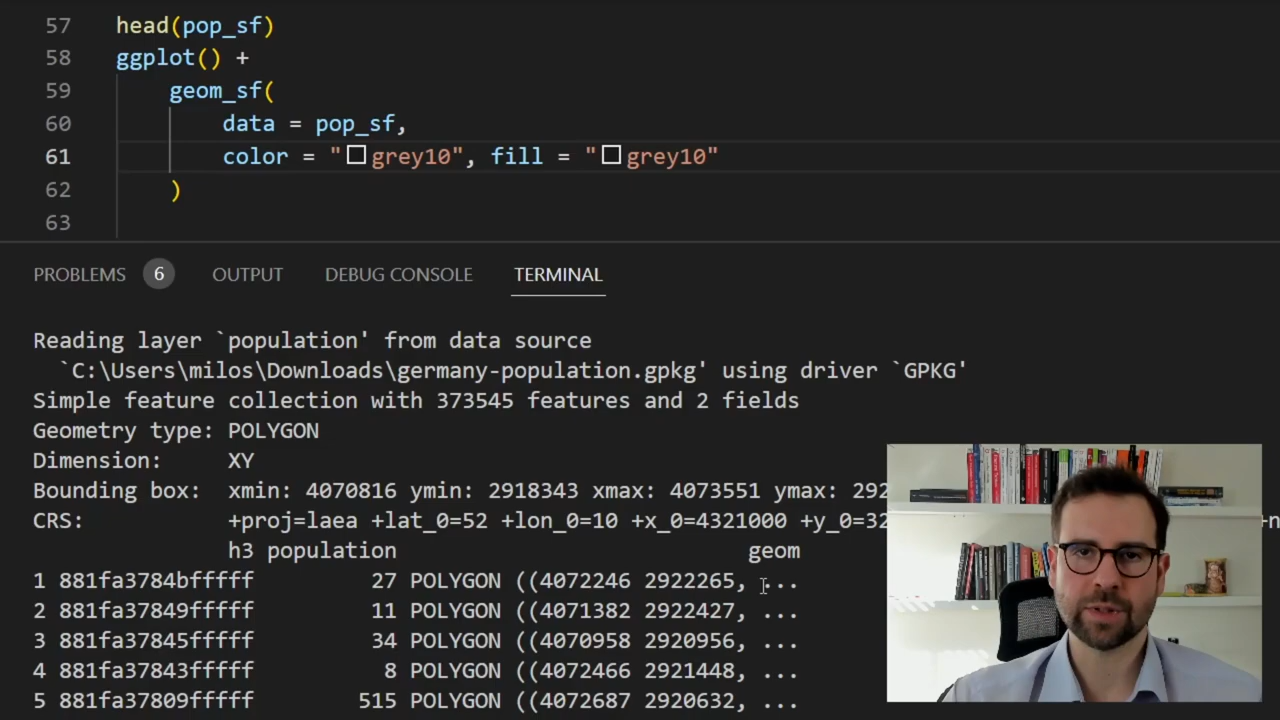 57 head(pop_sf)
58 ggplot() +
59 geom_sf(
60 data = pop_sf,
61 color = "grey10", fill = "grey10"
62 )
63
PROBLEMS 6 OUTPUT DEBUG CONSOLE TERMINAL
Reading layer `population' from data source
`C:\Users\milos\Downloads\germany-population.gpkg' using driver `GPKG'
Simple feature collection with 373545 features and 2 fields
Geometry type: POLYGON
Dimension: XY
Bounding box: xmin: 4070816 ymin: 2918343 xmax: 4073551 ymax: 292
CRS: +proj=laea +lat_0=52 +lon_0=10 +x_0=4321000 +y_0=32 +n
h3 population geom
1 881fa3784bfffff 27 POLYGON ((4072246 2922265, ...
2 881fa37849fffff 11 POLYGON ((4071382 2922427, ...
3 881fa37845fffff 34 POLYGON ((4070958 2920956, ...
4 881fa37843fffff 8 POLYGON ((4072466 2921448, ...
5 881fa37809fffff 515 POLYGON ((4072687 2920632, ...